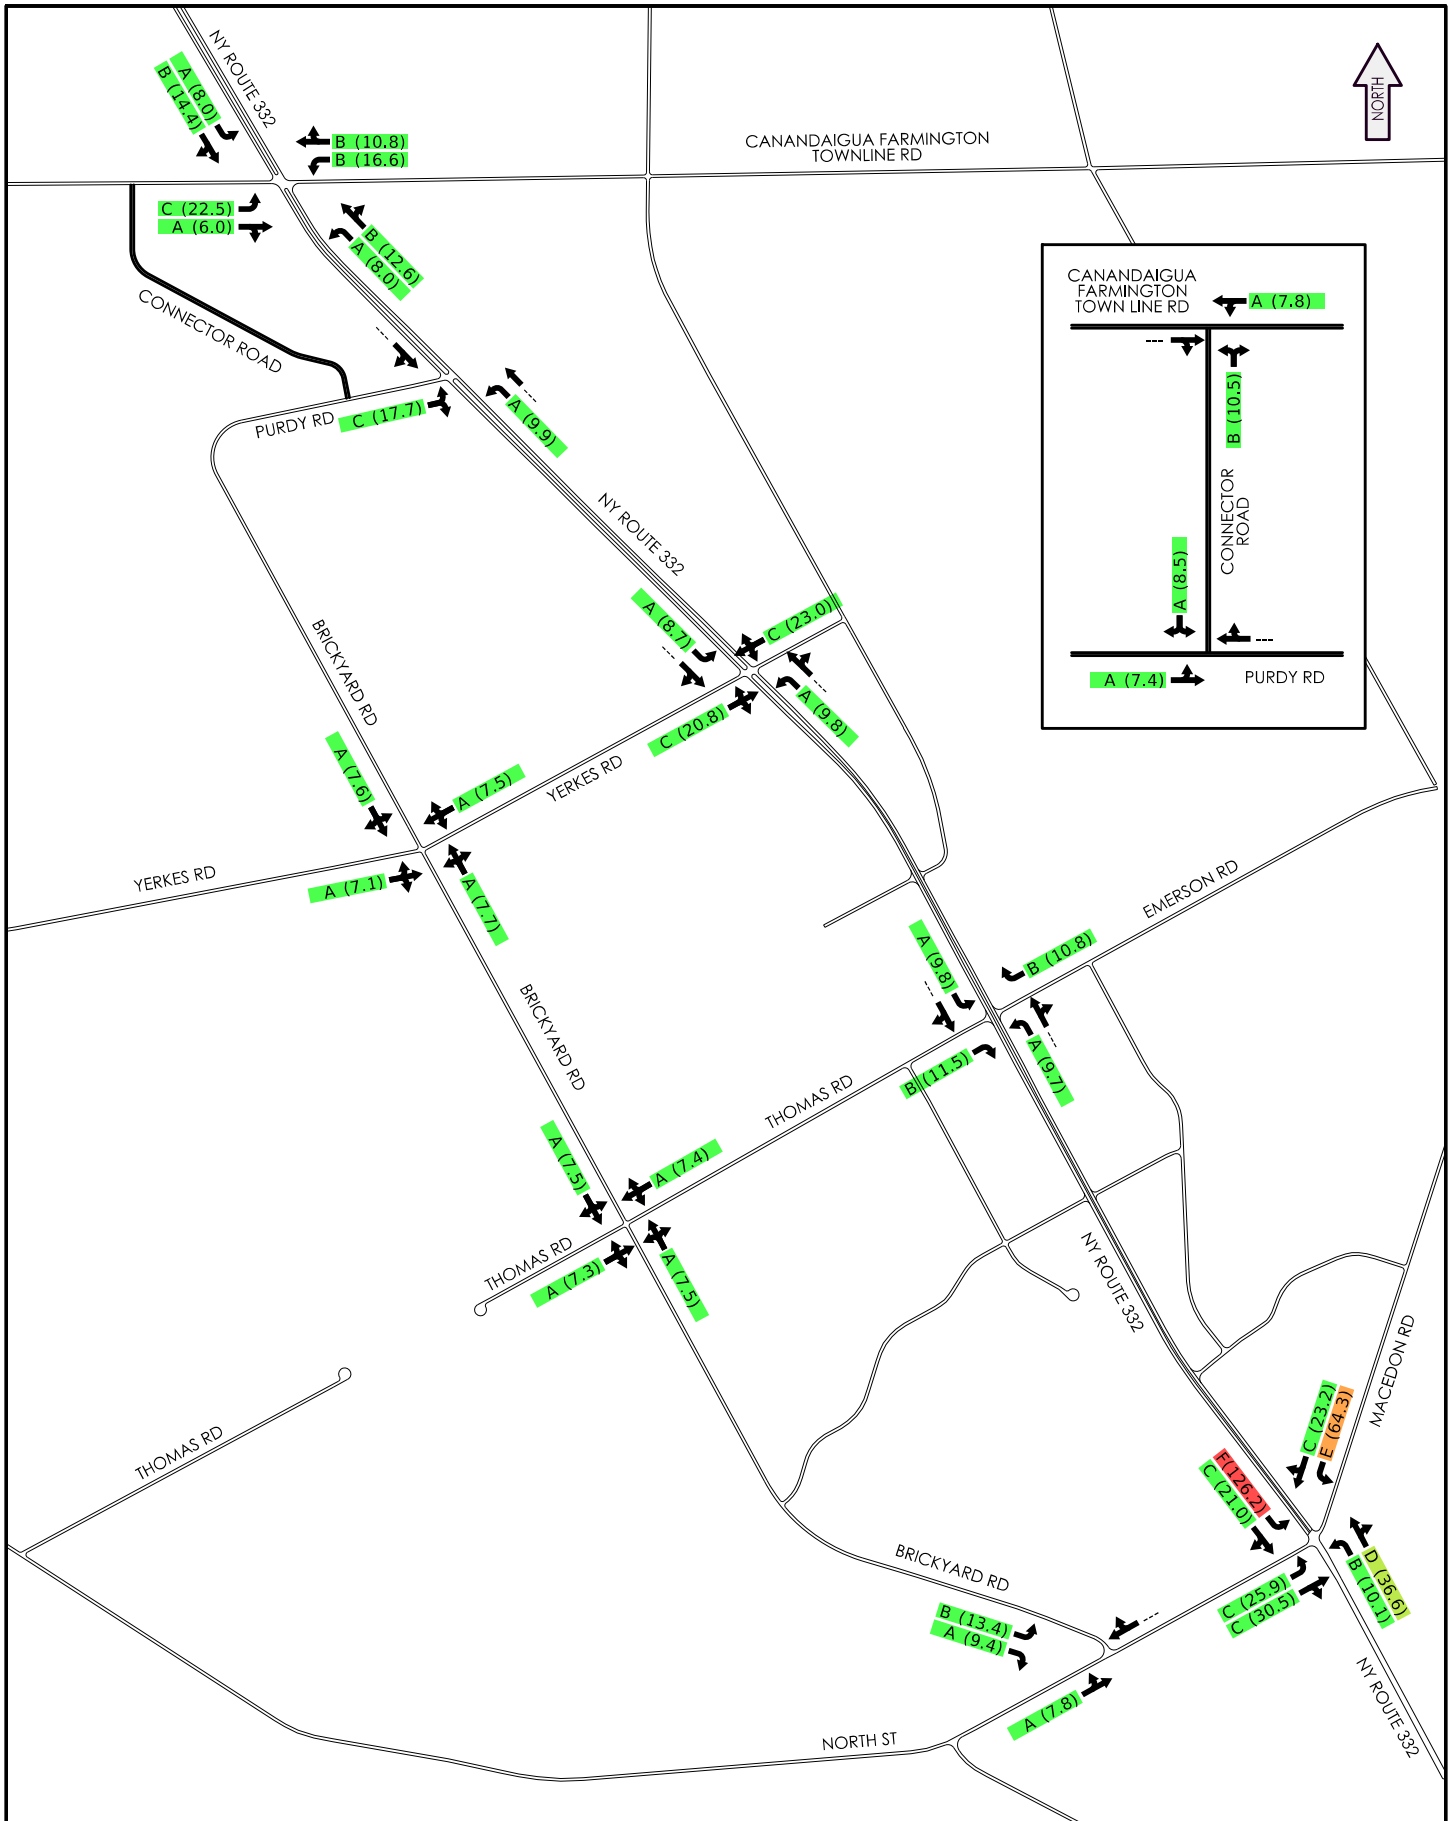 NY ROUTE 332
A (8.0)
B (14.4)
B (10.8)
B (16.6)
CANANDAIGUA FARMINGTON
TOWNLINE RD
NORTH
C (22.5)
A (6.0)
B (12.6)
A (8.0)
CONNECTOR ROAD
CANANDAIGUA
FARMINGTON
TOWN LINE RD
A (7.8)
B (10.5)
CONNECTOR
ROAD
A (8.5)
A (7.4)
PURDY RD
PURDY RD
C (17.7)
A (9.9)
NY ROUTE 332
A (8.7)
C (23.0)
BRICKYARD RD
C (20.8)
A (9.8)
A (7.6)
A (7.5)
YERKES RD
YERKES RD
A (7.1)
A (7.7)
EMERSON RD
A (9.8)
B (10.8)
BRICKYARD RD
B (11.5)
A (9.7)
THOMAS RD
A (7.5)
A (7.4)
THOMAS RD
A (7.3)
A (7.5)
NY ROUTE 332
MACEDON RD
THOMAS RD
C (23.2)
E (64.3)
F(126.2)
C (21.0)
D (36.6)
B (10.1)
BRICKYARD RD
C (25.9)
C (30.5)
B (13.4)
A (9.4)
A (7.8)
NORTH ST
NY ROUTE 332